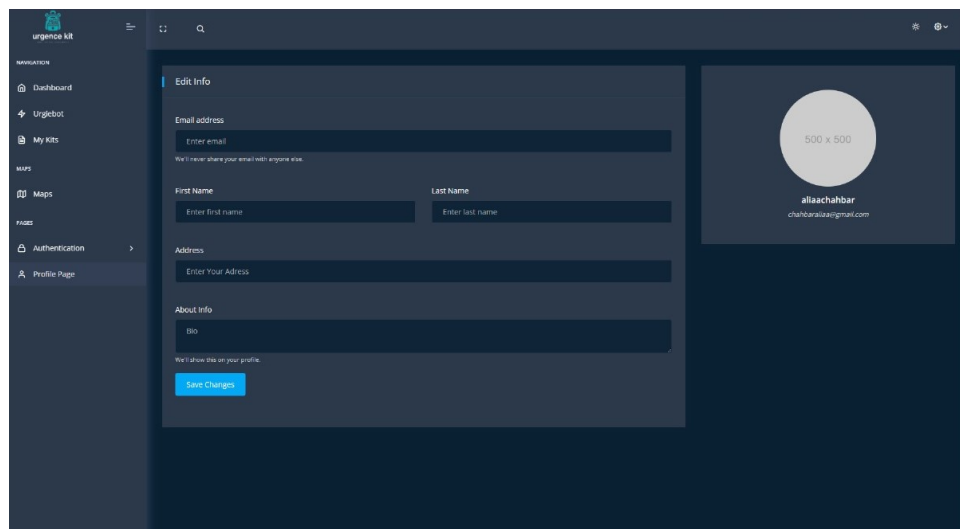 urgence kit
NAVIGATION
Dashboard
Urgiebot
My Kits
MAPS
Maps
PAGES
Authentication
Profile Page
Edit Info
Email address
Enter email
We'll never share your email with anyone else.
First Name
Last Name
Enter first name
Enter last name
Address
Enter Your Adress
About Info
Bio
We'll show this on your profile.
Save Changes
500 x 500
aliaachahbar
chahbaraliaa@gmail.com